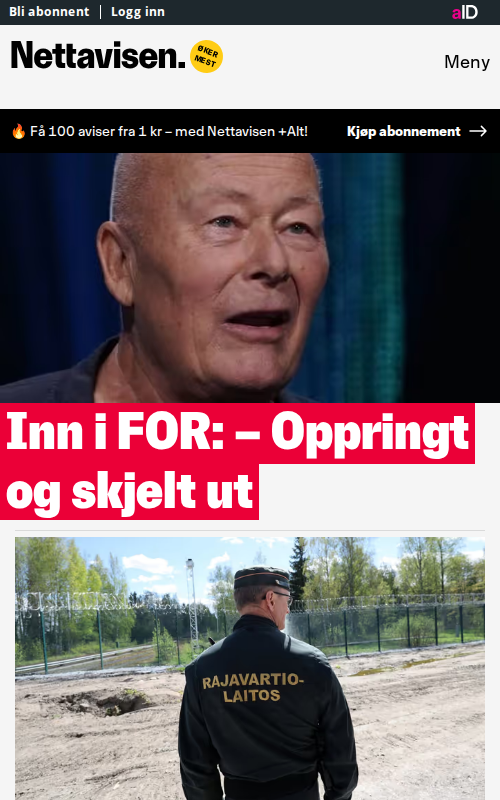 Bli abonnent | Logg inn
aID
Nettavisen.
ØKER
MEST
Meny
🔥 Få 100 aviser fra 1 kr – med Nettavisen +Alt!
Kjøp abonnement →
Inn i FOR: – Oppringt
og skjelt ut
RAJAVARTIO-
LAITOS